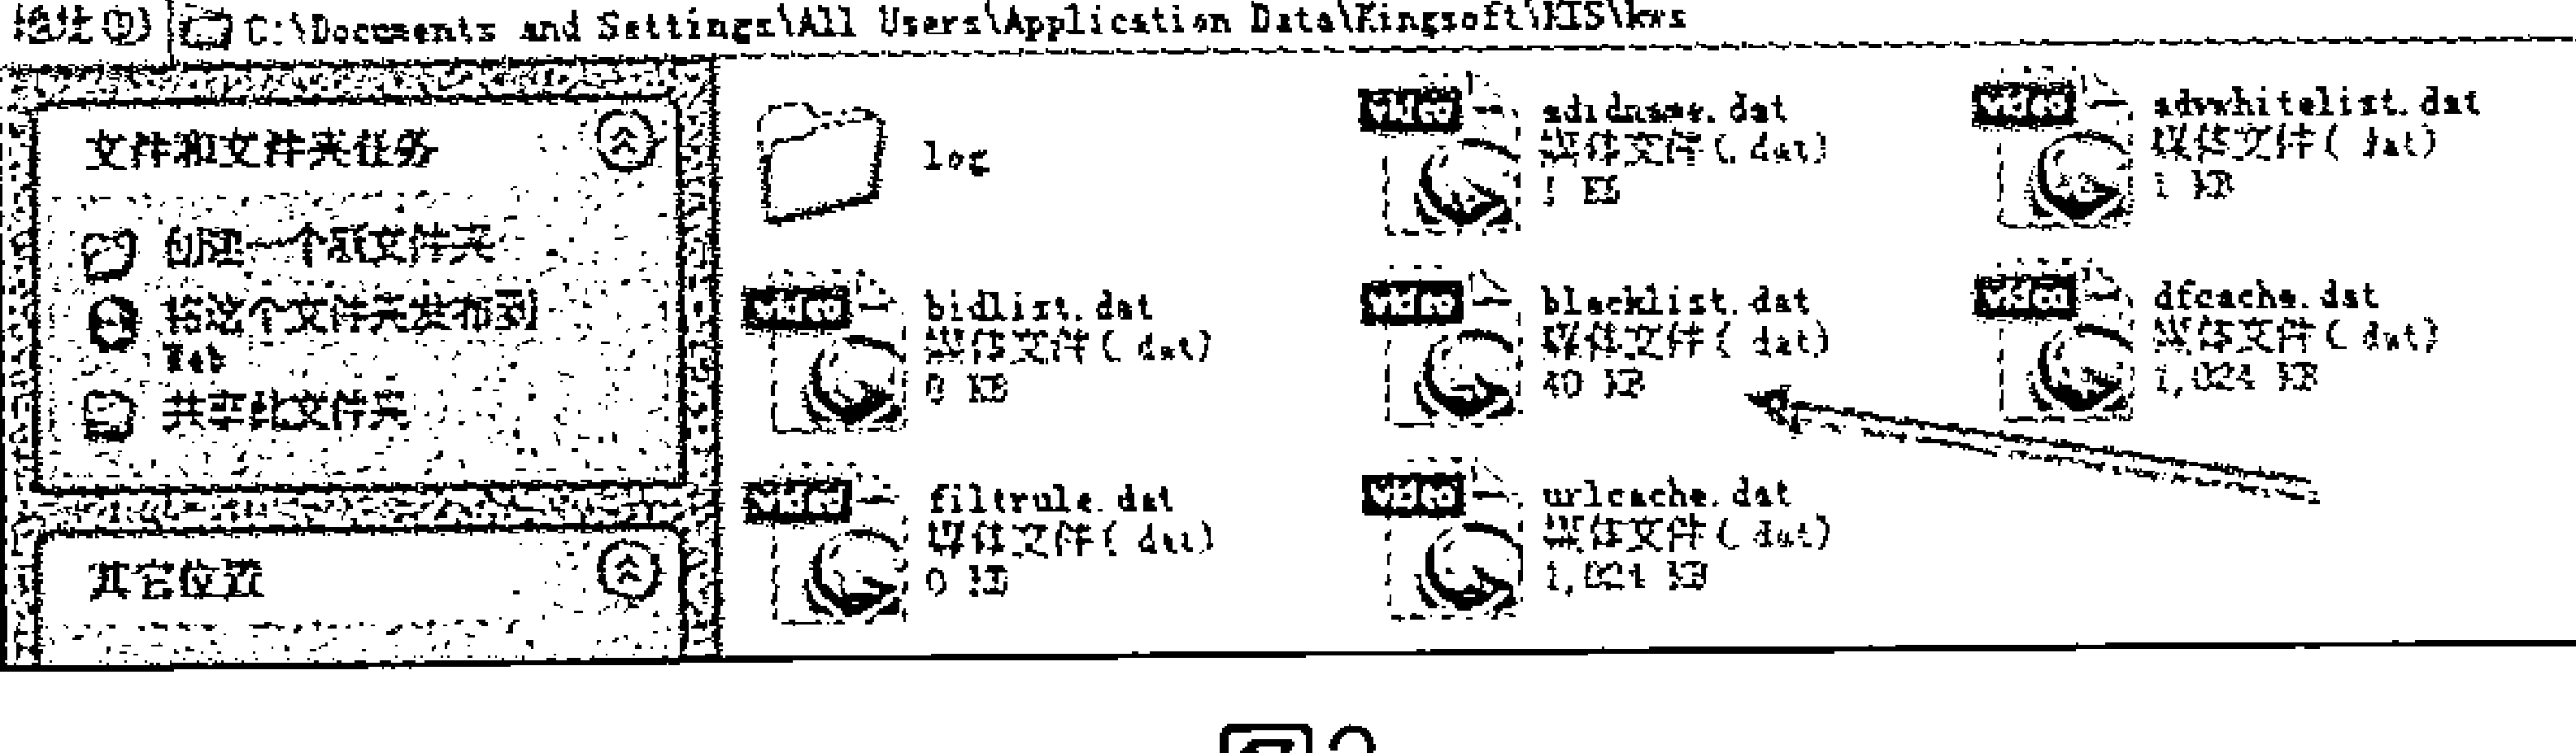 地址(D) C:\Documents and Settings\All Users\Application Data\Kingsoft\KIS\kws
文件和文件夹任务
创建一个新文件夹
将这个文件夹发布到
Web
共享此文件夹
其它位置
log
adidname.dat
媒体文件(.dat)
1 KB
advwhitelist.dat
媒体文件(.dat)
1 KB
bidlist.dat
媒体文件(.dat)
0 KB
blacklist.dat
媒体文件(.dat)
40 KB
dfcache.dat
媒体文件(.dat)
1,024 KB
filtrule.dat
媒体文件(.dat)
0 KB
urlcache.dat
媒体文件(.dat)
1,024 KB